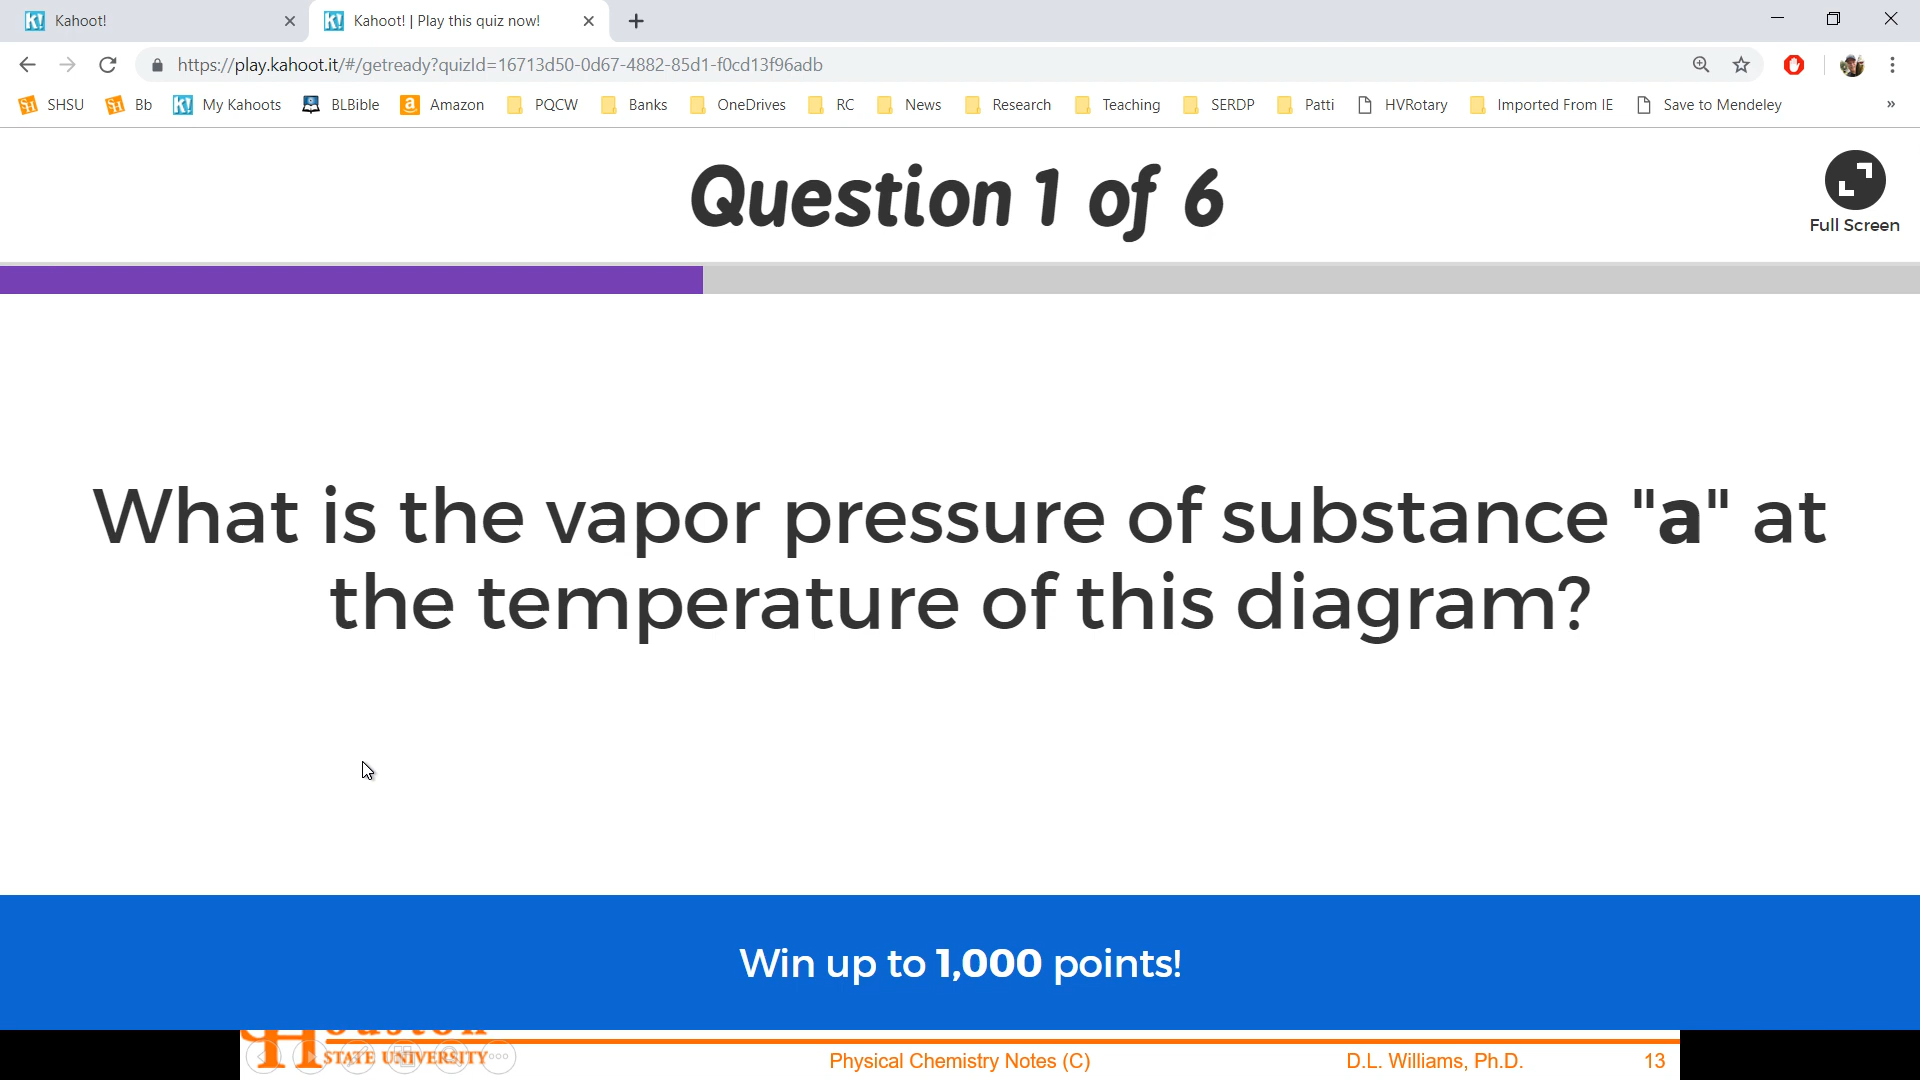 Kahoot!
Kahoot! | Play this quiz now!
https://play.kahoot.it/#/getready?quizId=16713d50-0d67-4882-85d1-f0cd13f96adb
SHSU Bb My Kahoots BLBible Amazon PQCW Banks OneDrives RC News Research Teaching SERDP Patti HVRotary Imported From IE Save to Mendeley »
Question 1 of 6
Full Screen
What is the vapor pressure of substance "a" at
the temperature of this diagram?
Win up to 1,000 points!
STATE UNIVERSITY
Physical Chemistry Notes (C) D.L. Williams, Ph.D. 13